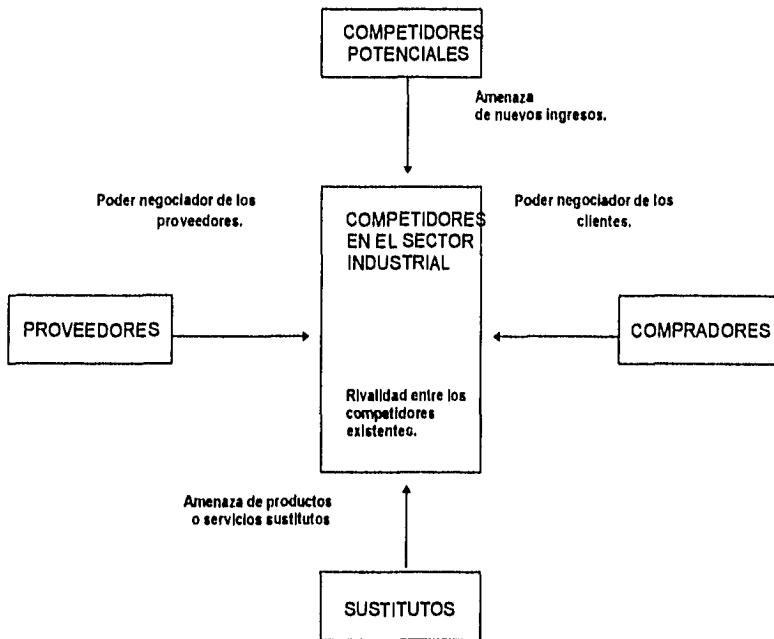 COMPETIDORES
POTENCIALES
Amenaza
de nuevos ingresos.
Poder negociador de los
proveedores.
COMPETIDORES
EN EL SECTOR
INDUSTRIAL
Poder negociador de los
clientes.
PROVEEDORES
COMPRADORES
Rivalidad entre los
competidores
existentes.
Amenaza de productos
o servicios sustitutos
SUSTITUTOS